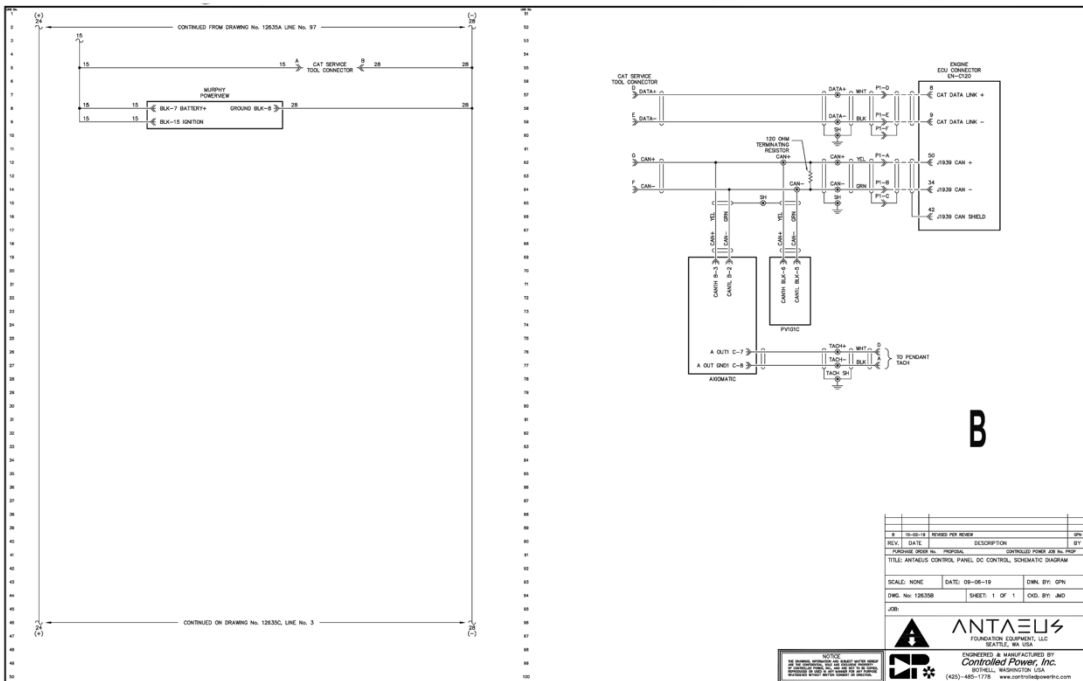 (+)
24
CONTINUED FROM DRAWING No. 12635A LINE No. 97
(-)
28
15
15
15
A
CAT SERVICE
TOOL CONNECTOR
B
28
28
MURPHY
POWERVIEW
15
15
BLK-7 BATTERY+
GROUND BLK-8
28
28
15
15
BLK-15 IGNITION
CONTINUED ON DRAWING No. 12635C, LINE No. 3
24
(+)
28
(-)
CAT SERVICE
TOOL CONNECTOR
D
DATA+
E
DATA-
G
CAN+
F
CAN-
120 OHM
TERMINATING
RESISTOR
CAN+
CAN-
SH
DATA+
WHT
P1-D
DATA-
BLK
P1-E
SH
P1-F
CAN+
YEL
P1-A
CAN-
GRN
P1-B
SH
P1-C
ENGINE
ECU CONNECTOR
EN-C120
8
CAT DATA LINK +
9
CAT DATA LINK -
50
J1939 CAN +
34
J1939 CAN -
42
J1939 CAN SHIELD
YEL
GRN
YEL
GRN
CAN+
CAN-
CAN+
CAN-
CAN1H B-3
CAN1L B-2
CAN1H BLK-6
CAN1L BLK-5
PV101C
A OUT1 C-7
A OUT GND1 C-8
AXIOMATIC
TACH+
WHT
D
TACH-
BLK
A
TACH SH
TO PENDANT
TACH
B
REVISED PER REVIEW
GPN
REV.
DATE
DESCRIPTION
BY
PURCHASE ORDER No. PROPOSAL
CONTROLLED POWER JOB No. PROP
TITLE: ANTAEUS CONTROL PANEL DC CONTROL, SCHEMATIC DIAGRAM
SCALE: NONE
DATE: 09-06-19
DWN. BY: GPN
DWG. No: 12635B
SHEET: 1 OF 1
CKD. BY: JMD
JOB:
ANTAEUS
FOUNDATION EQUIPMENT, LLC
SEATTLE, WA USA
ENGINEERED & MANUFACTURED BY
Controlled Power, Inc.
BOTHELL, WASHINGTON USA
(425)-485-1778 www.controlledpowerinc.com
NOTICE